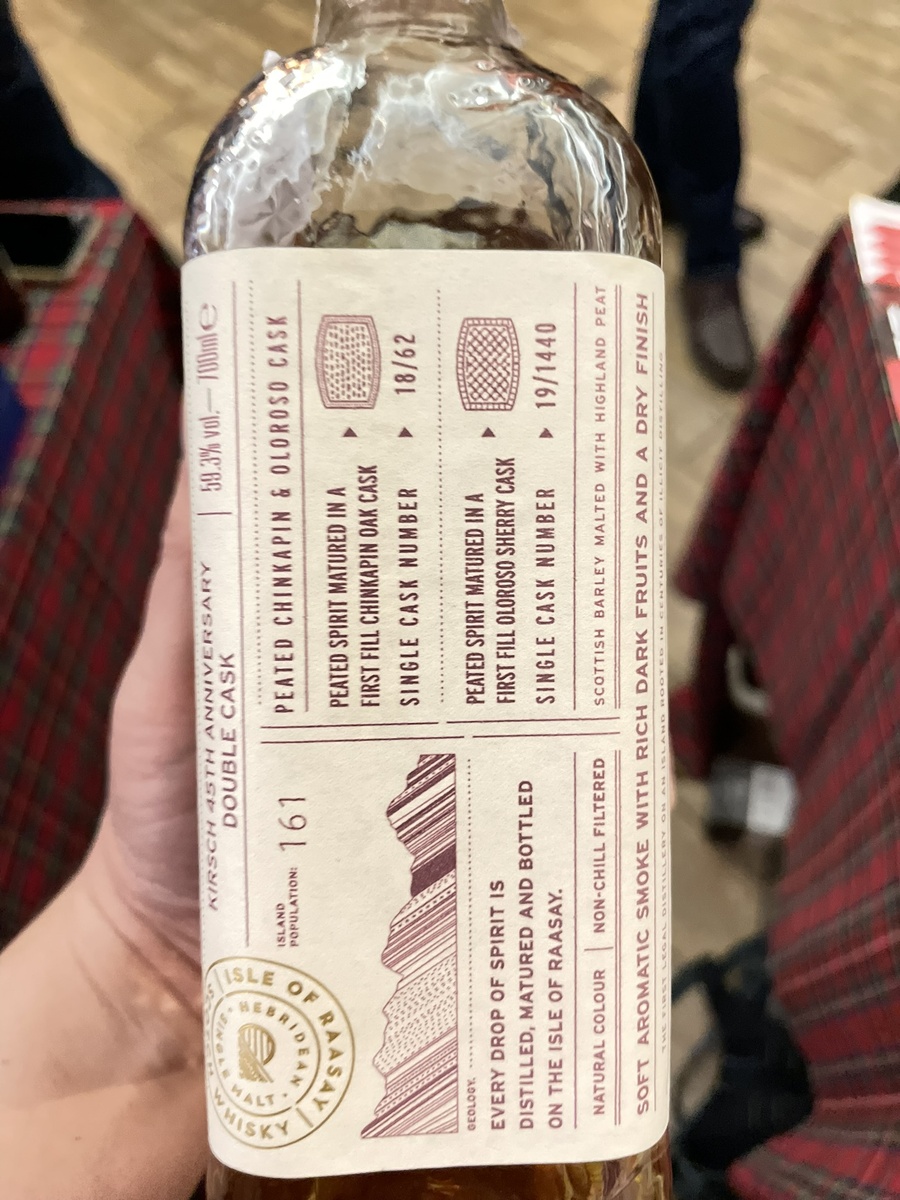 KIRSCH 45TH ANNIVERSARY
DOUBLE CASK
59.3% vol. — 700ml e
ISLE OF RAASAY
HEBRIDEAN
SINGLE MALT
WHISKY
ISLAND
POPULATION: 161
GEOLOGY.
EVERY DROP OF SPIRIT IS
DISTILLED, MATURED AND BOTTLED
ON THE ISLE OF RAASAY.
NATURAL COLOUR | NON-CHILL FILTERED
PEATED CHINKAPIN & OLOROSO CASK
PEATED SPIRIT MATURED IN A
FIRST FILL CHINKAPIN OAK CASK
SINGLE CASK NUMBER 18/62
PEATED SPIRIT MATURED IN A
FIRST FILL OLOROSO SHERRY CASK
SINGLE CASK NUMBER 19/1440
SCOTTISH BARLEY MALTED WITH HIGHLAND PEAT
SOFT AROMATIC SMOKE WITH RICH DARK FRUITS AND A DRY FINISH
THE FIRST LEGAL DISTILLERY ON AN ISLAND ROOTED IN CENTURIES OF ILLICIT DISTILLING